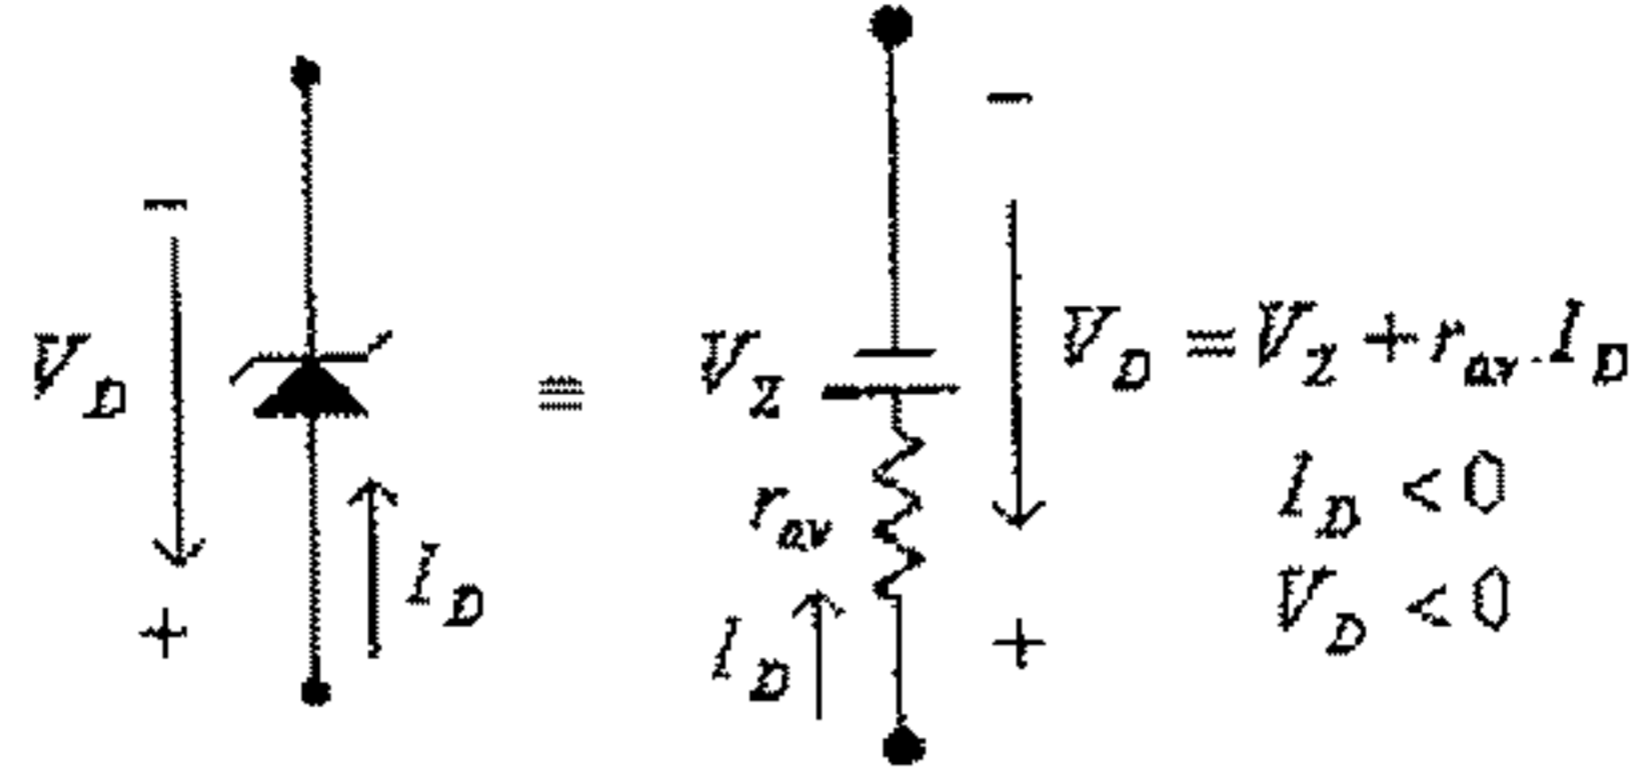 −
−
V_D ≅ V_Z V_D = V_Z + r_av . I_D
r_av I_D < 0
I_D V_D < 0
I_D
+
+